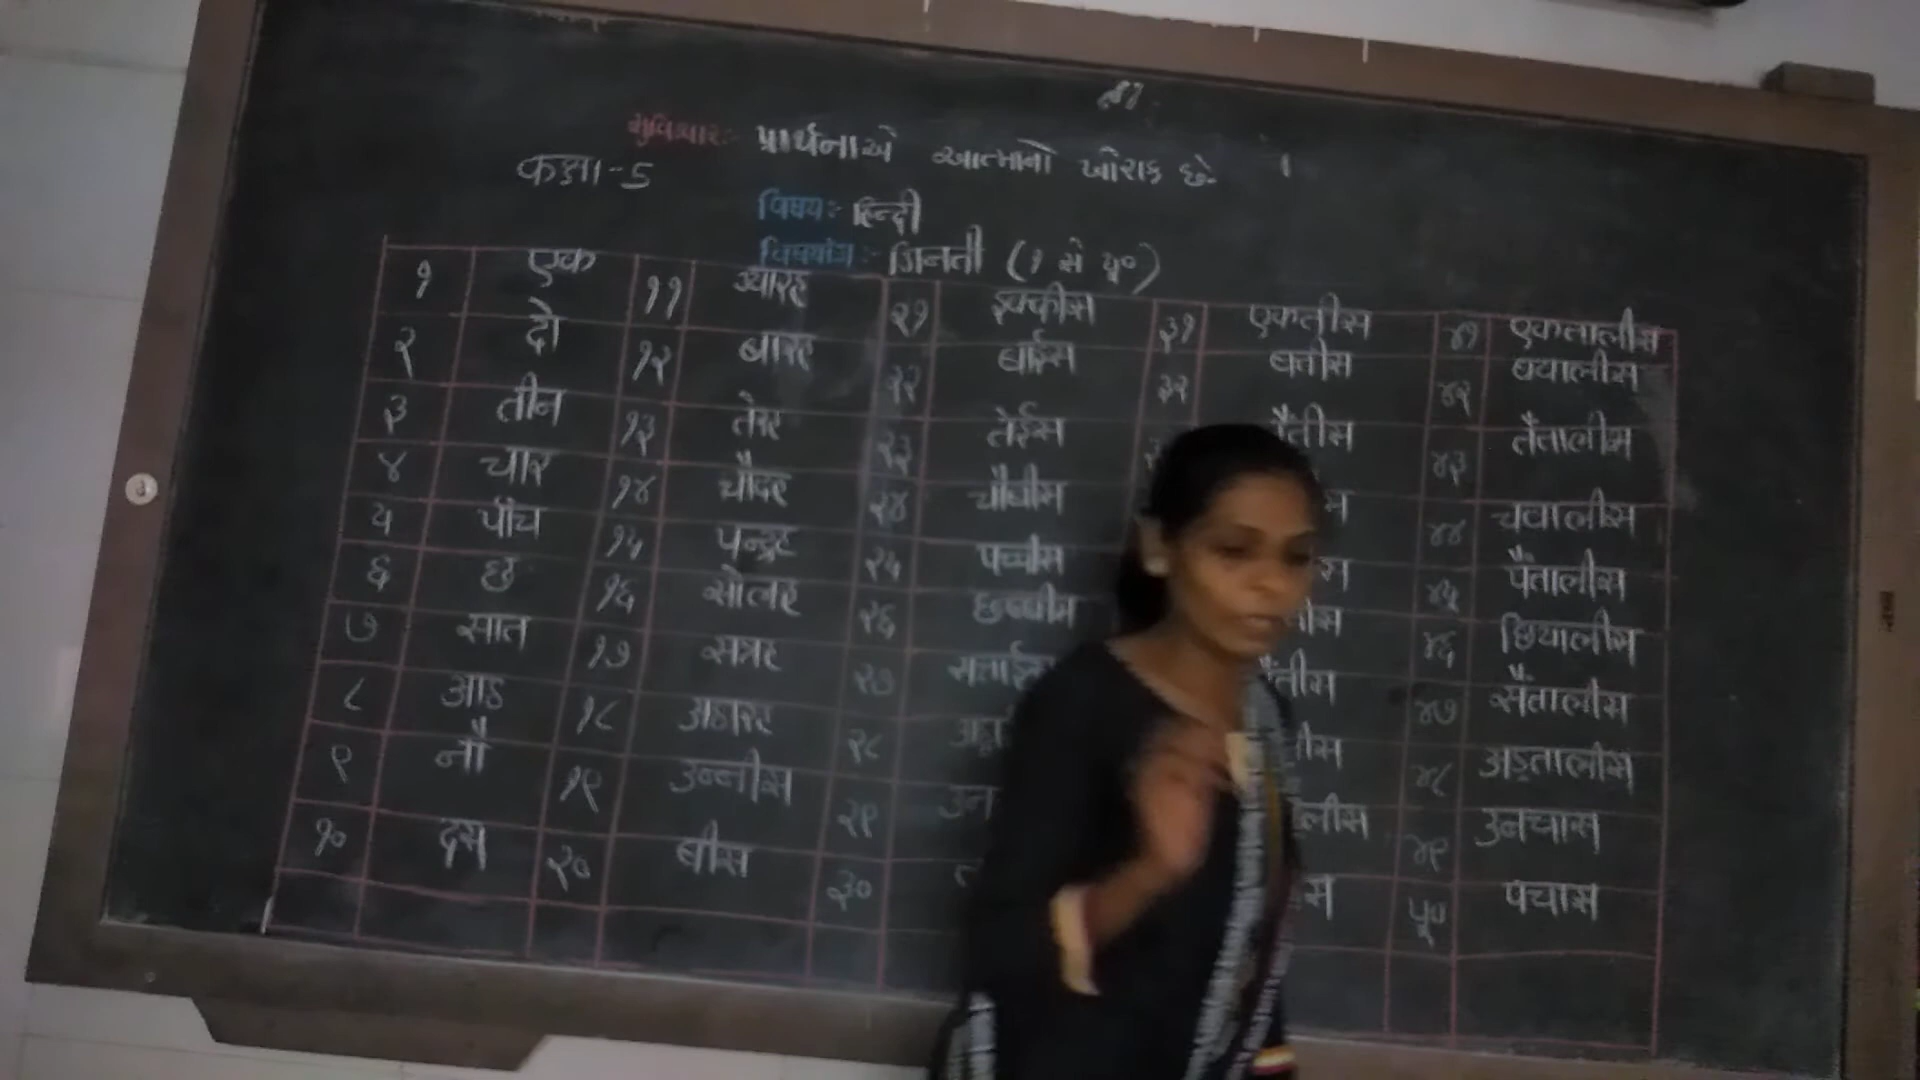 સુવિચાર:- પ્રાર્થના એ આત્માનો ખોરાક છે.
कक्षा-5
विषय:- हिन्दी
विषयांग:- गिनती (१ से ५०)
१ एक ११ ग्यारह २१ इक्कीस ३१ एकतीस ४१ एकतालीस
२ दो १२ बारह २२ बाईस ३२ बत्तीस ४२ बयालीस
३ तीन १३ तेरह २३ तेईस तैंतीस ४३ तैंतालीस
४ चार १४ चौदह २४ चौबीस ४४ चवालीस
५ पाँच १५ पन्द्रह २५ पच्चीस ४५ पैंतालीस
६ छह १६ सोलह २६ छब्बीस ४६ छियालीस
७ सात १७ सत्रह २७ सत्ताईस ४७ सैंतालीस
८ आठ १८ अठारह २८ ४८ अड़तालीस
९ नौ १९ उन्नीस २९ ४९ उनचास
१० दस २० बीस ३० ५० पचास